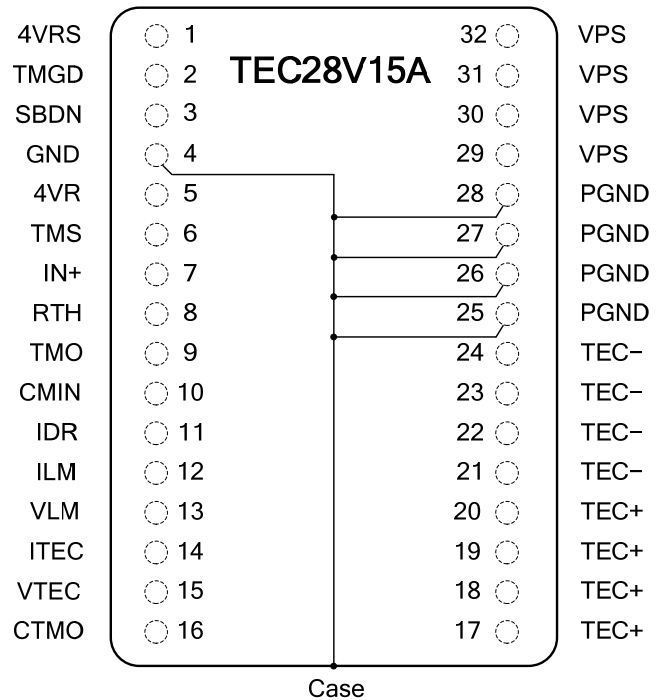 TEC28V15A
4VRS 1 32 VPS
TMGD 2 31 VPS
SBDN 3 30 VPS
GND 4 29 VPS
4VR 5 28 PGND
TMS 6 27 PGND
IN+ 7 26 PGND
RTH 8 25 PGND
TMO 9 24 TEC−
CMIN 10 23 TEC−
IDR 11 22 TEC−
ILM 12 21 TEC−
VLM 13 20 TEC+
ITEC 14 19 TEC+
VTEC 15 18 TEC+
CTMO 16 17 TEC+
Case